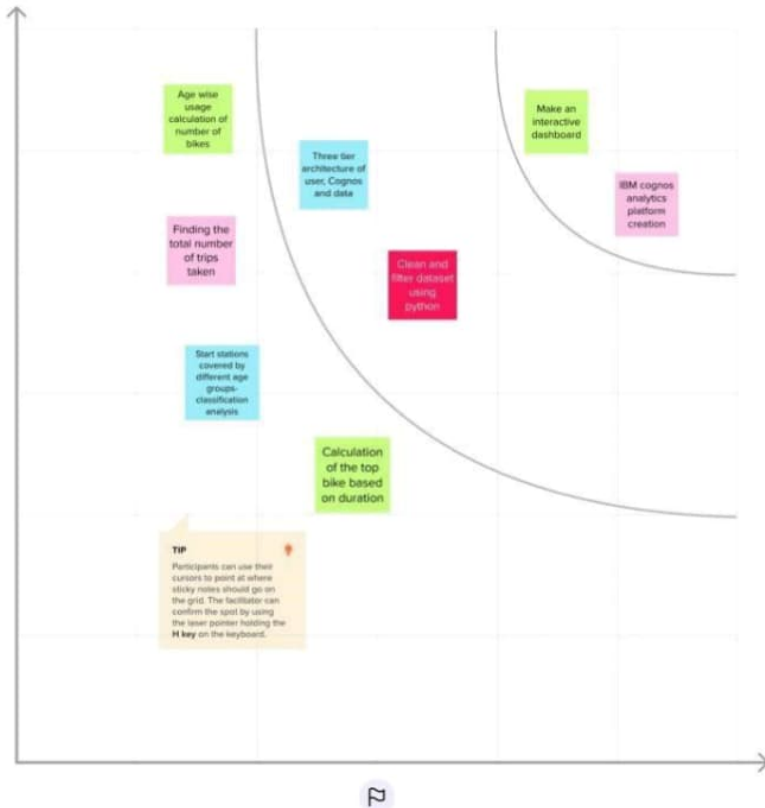 Age wise
usage
calculation of
number of
bikes
Make an
interactive
dashboard
Three tier
architecture of
user, Cognos
and data
IBM cognos
analytics
platform
creation
Finding the
total number
of trips
taken
Clean and
filter dataset
using
python
Start stations
covered by
different age
groups-
classification
analysis
Calculation
of the top
bike based
on duration
TIP
Participants can use their
cursors to point at where
sticky notes should go on
the grid. The facilitator can
confirm the spot by using
the laser pointer holding the
H key on the keyboard.